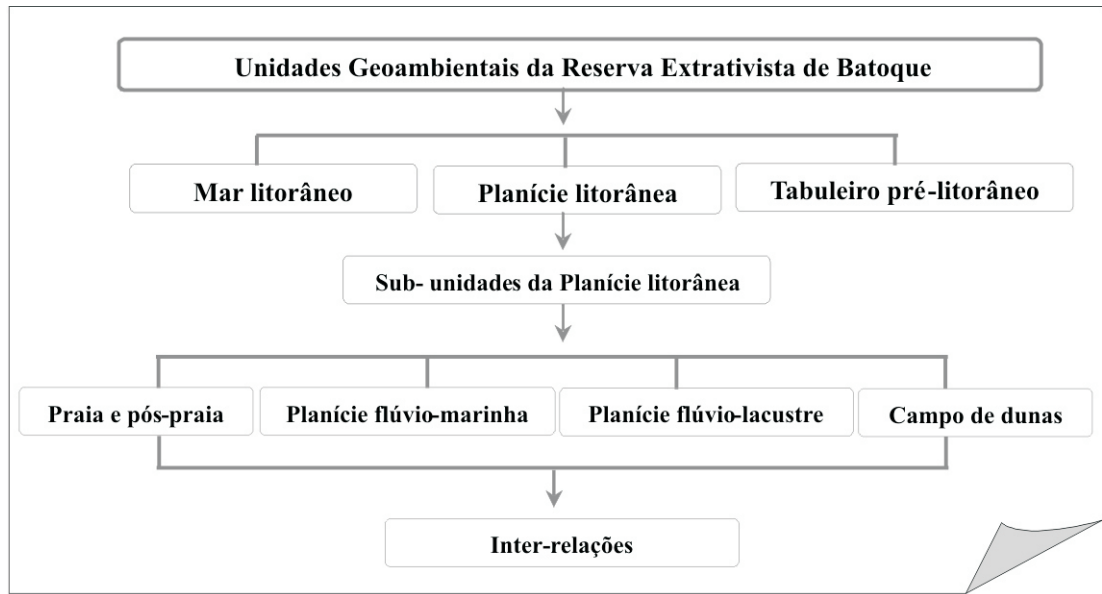 Unidades Geoambientais da Reserva Extrativista de Batoque
Mar litorâneo
Planície litorânea
Tabuleiro pré-litorâneo
Sub- unidades da Planície litorânea
Praia e pós-praia
Planície flúvio-marinha
Planície flúvio-lacustre
Campo de dunas
Inter-relações